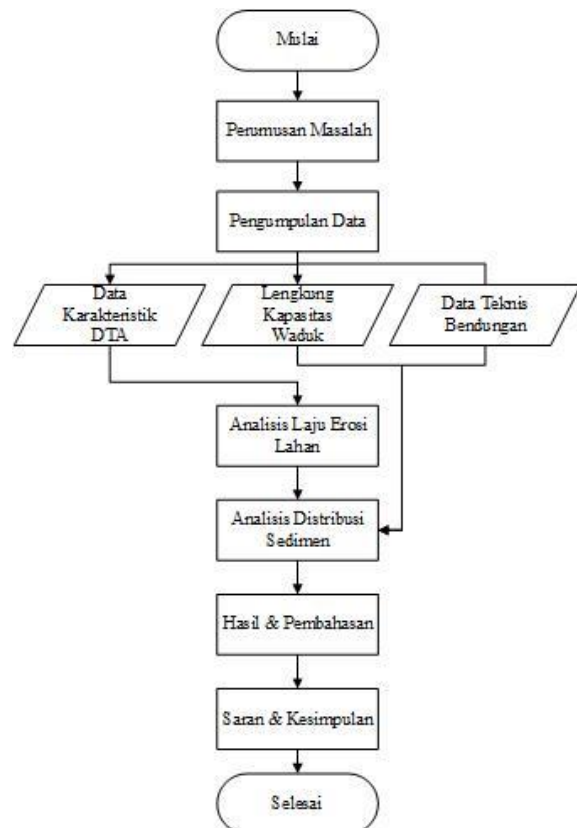 Mulai
Perumusan Masalah
Pengumpulan Data
Data
Karakteristik
DTA
Lengkung
Kapasitas
Waduk
Data Teknis
Bendungan
Analisis Laju Erosi
Lahan
Analisis Distribusi
Sedimen
Hasil & Pembahasan
Saran & Kesimpulan
Selesai